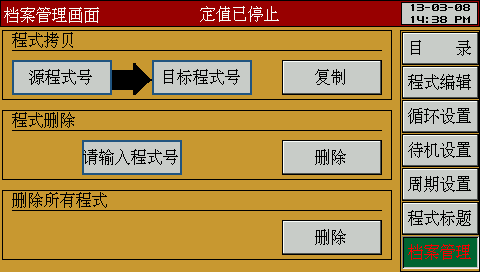 档案管理画面 定值已停止 13-03-08
14:38 PM
程式拷贝
源程式号 目标程式号 复制
程式删除
请输入程式号 删除
删除所有程式
删除
目 录
程式编辑
循环设置
待机设置
周期设置
程式标题
档案管理